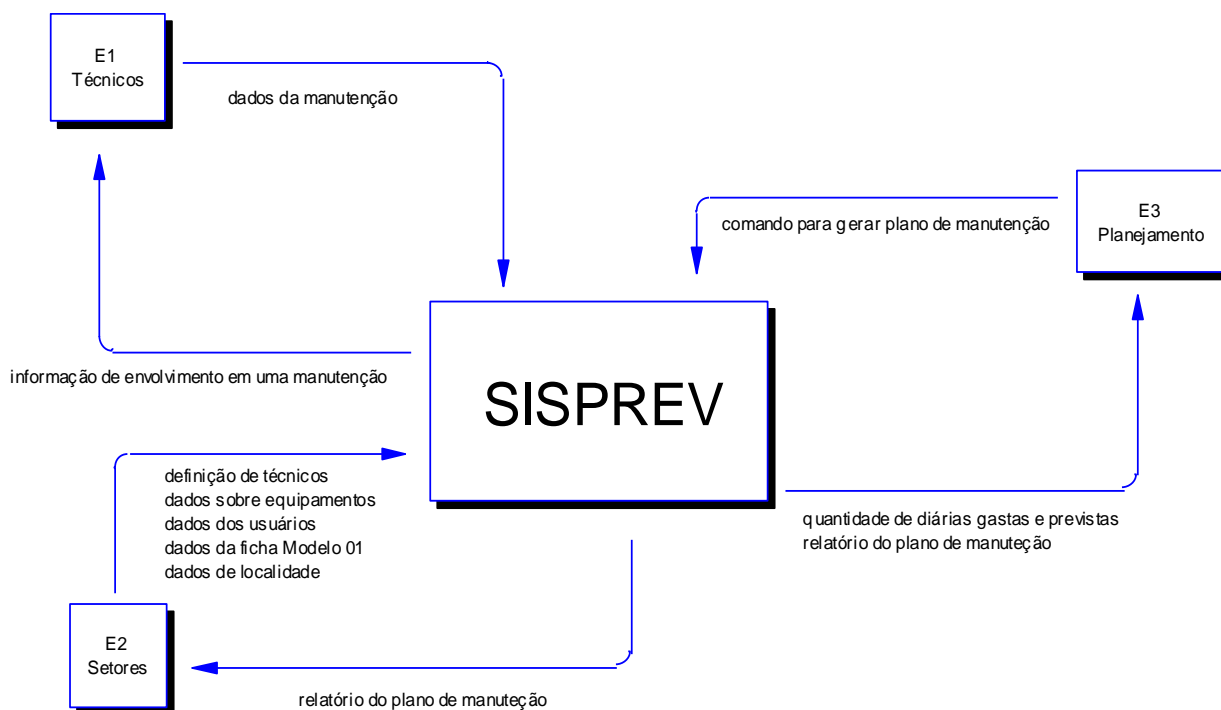 E1
Técnicos
dados da manutenção
E3
Planejamento
comando para gerar plano de manutenção
informação de envolvimento em uma manutenção
SISPREV
definição de técnicos
dados sobre equipamentos
dados dos usuários
dados da ficha Modelo 01
dados de localidade
quantidade de diárias gastas e previstas
relatório do plano de manuteção
E2
Setores
relatório do plano de manuteção